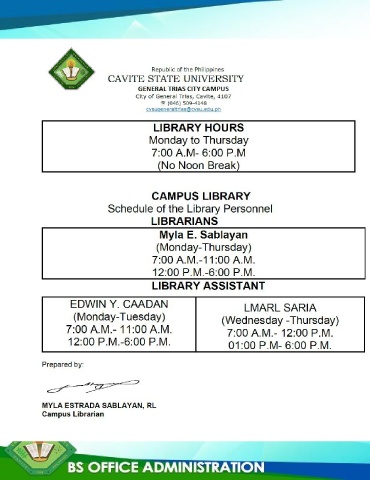 Republic of the Philippines
CAVITE STATE UNIVERSITY
GENERAL TRIAS CITY CAMPUS
City of General Trias, Cavite, 4107
☎ (046) 509-4148
cvsugeneraltrias@cvsu.edu.ph
LIBRARY HOURS
Monday to Thursday
7:00 A.M- 6:00 P.M
(No Noon Break)
CAMPUS LIBRARY
Schedule of the Library Personnel
LIBRARIANS
Myla E. Sablayan
(Monday-Thursday)
7:00 A.M.-11:00 A.M.
12:00 P.M.-6:00 P.M.
LIBRARY ASSISTANT
EDWIN Y. CAADAN
(Monday-Tuesday)
7:00 A.M.- 11:00 A.M.
12:00 P.M.-6:00 P.M.
LMARL SARIA
(Wednesday -Thursday)
7:00 A.M.- 12:00 P.M.
01:00 P.M- 6:00 P.M.
Prepared by:
MYLA ESTRADA SABLAYAN, RL
Campus Librarian
BS OFFICE ADMINISTRATION